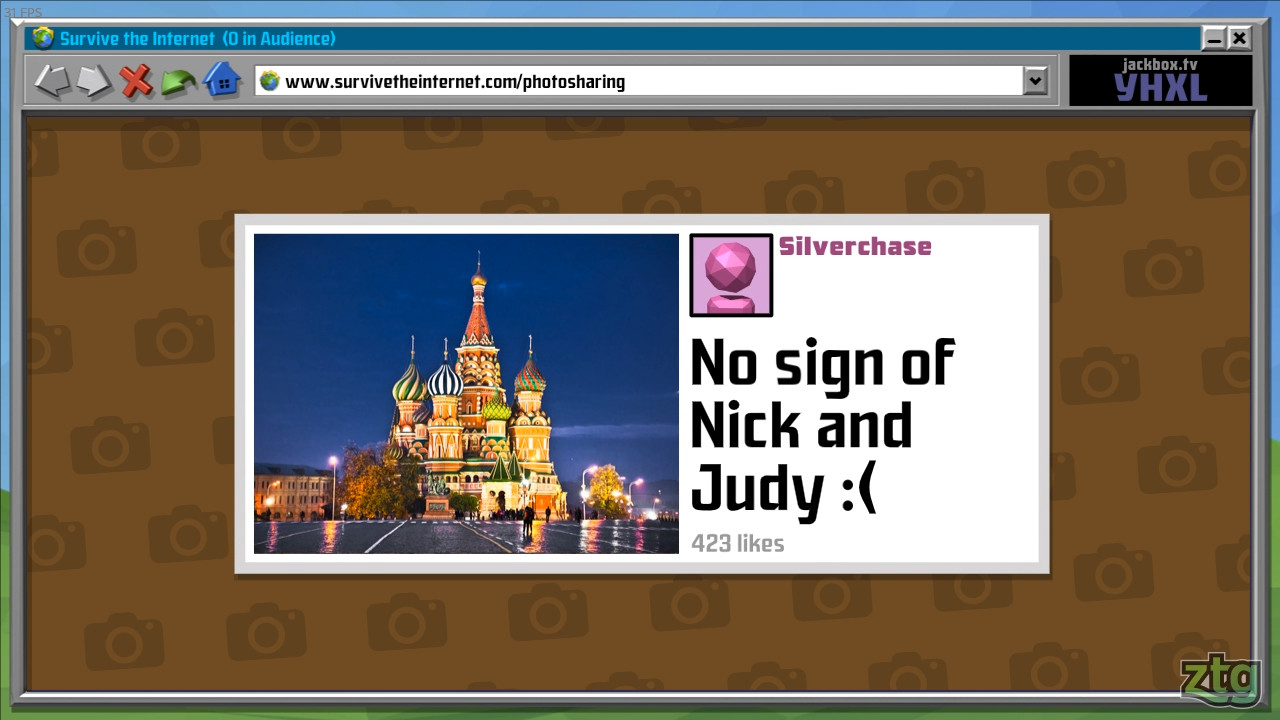 31 FPS
Survive the Internet (0 in Audience)
www.survivetheinternet.com/photosharing
jackbox.tv
YHXL
Silverchase
No sign of
Nick and
Judy :(
423 likes
ztg